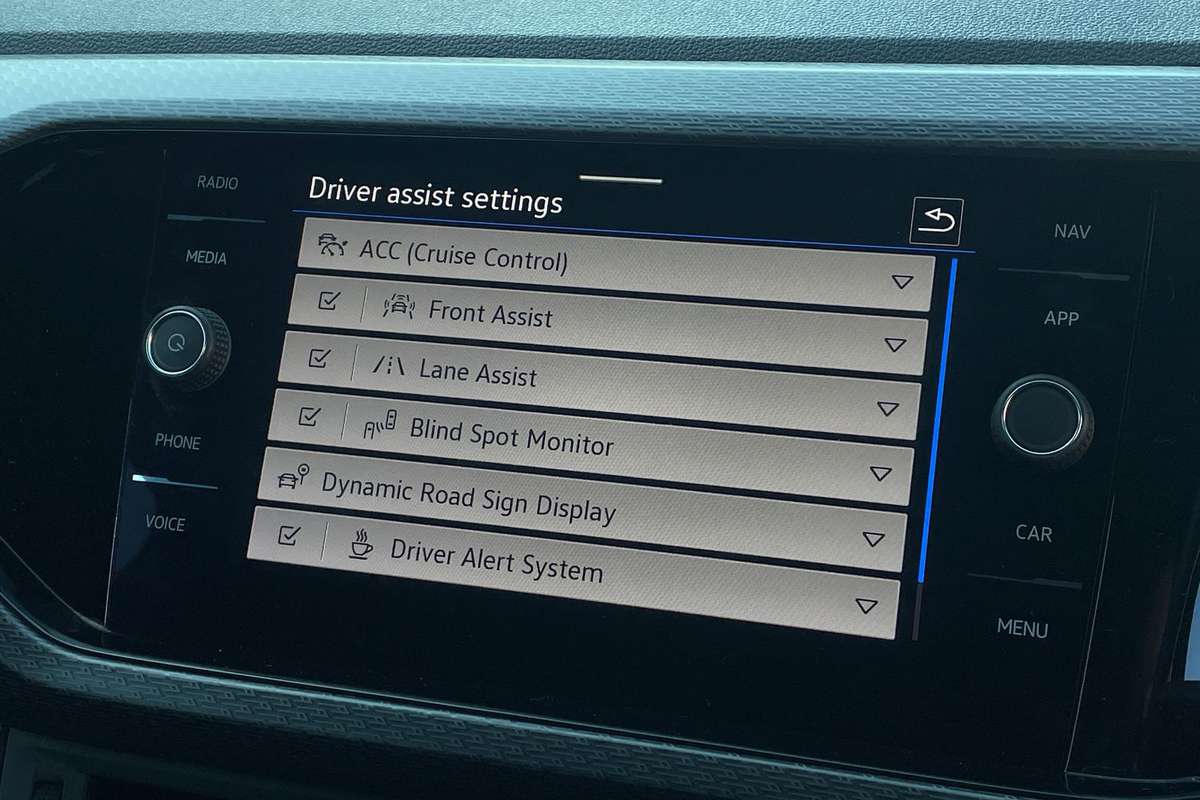 RADIO
MEDIA
PHONE
VOICE
Driver assist settings
ACC (Cruise Control)
Front Assist
Lane Assist
Blind Spot Monitor
Dynamic Road Sign Display
Driver Alert System
NAV
APP
CAR
MENU